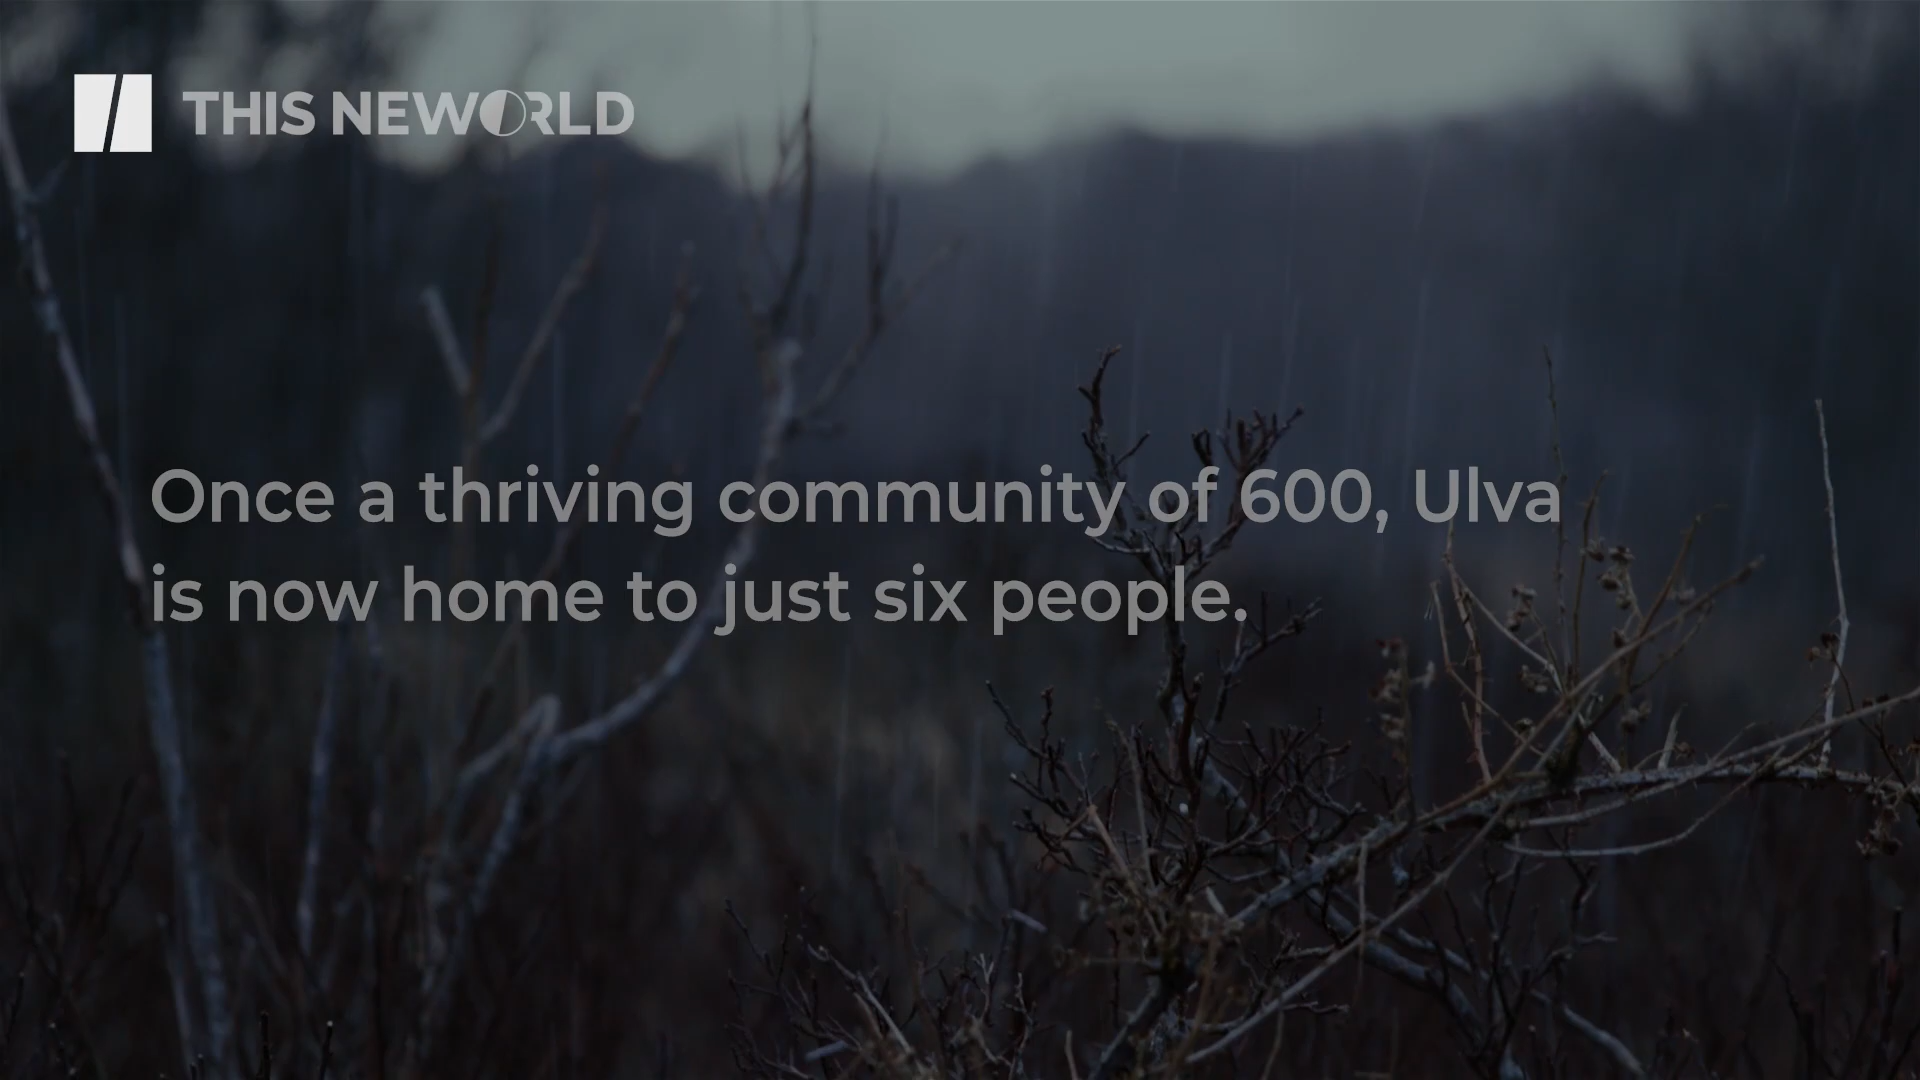 THIS NEWORLD
Once a thriving community of 600, Ulva
is now home to just six people.